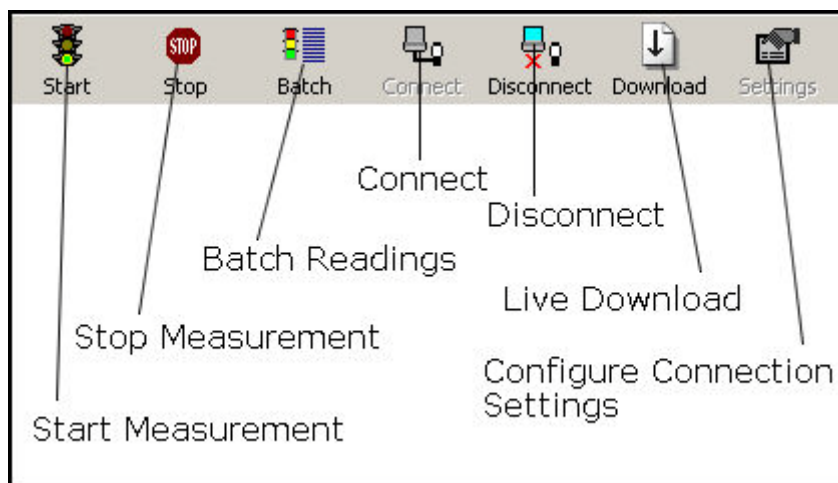 STOP
Start Stop Batch Connect Disconnect Download Settings
Connect
Disconnect
Batch Readings
Live Download
Stop Measurement
Configure Connection
Settings
Start Measurement